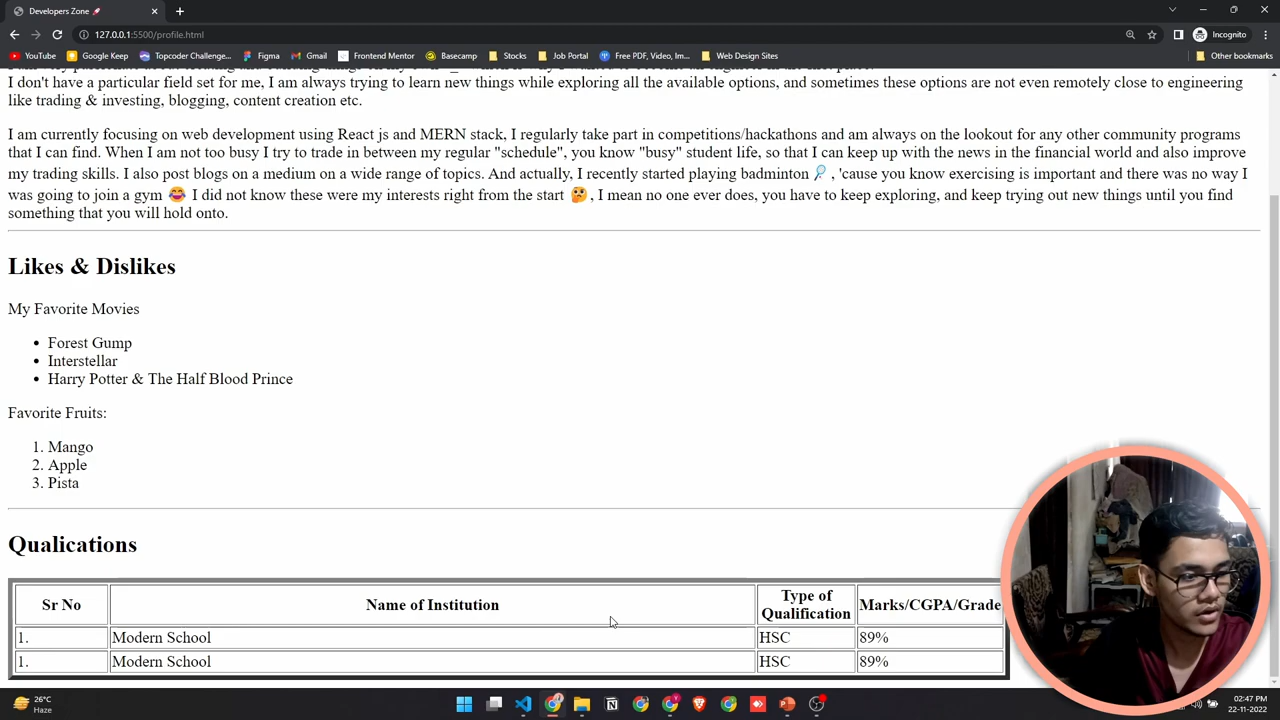 Developers Zone 🚀
127.0.0.1:5500/profile.html
Incognito
YouTube
Google Keep
Topcoder Challenge...
Figma
Gmail
Frontend Mentor
Basecamp
Stocks
Job Portal
Free PDF, Video, Im...
Web Design Sites
Other bookmarks
I don't have a particular field set for me, I am always trying to learn new things while exploring all the available options, and sometimes these options are not even remotely close to engineering
like trading & investing, blogging, content creation etc.
I am currently focusing on web development using React js and MERN stack, I regularly take part in competitions/hackathons and am always on the lookout for any other community programs
that I can find. When I am not too busy I try to trade in between my regular "schedule", you know "busy" student life, so that I can keep up with the news in the financial world and also improve
my trading skills. I also post blogs on a medium on a wide range of topics. And actually, I recently started playing badminton 🏸, 'cause you know exercising is important and there was no way I
was going to join a gym 😂 I did not know these were my interests right from the start 🤔, I mean no one ever does, you have to keep exploring, and keep trying out new things until you find
something that you will hold onto.
Likes & Dislikes
My Favorite Movies
• Forest Gump
• Interstellar
• Harry Potter & The Half Blood Prince
Favorite Fruits:
1. Mango
2. Apple
3. Pista
Qualications
Sr No Name of Institution Type of Qualification Marks/CGPA/Grade
1. Modern School HSC 89%
1. Modern School HSC 89%
26°C
Haze
02:47 PM
22-11-2022